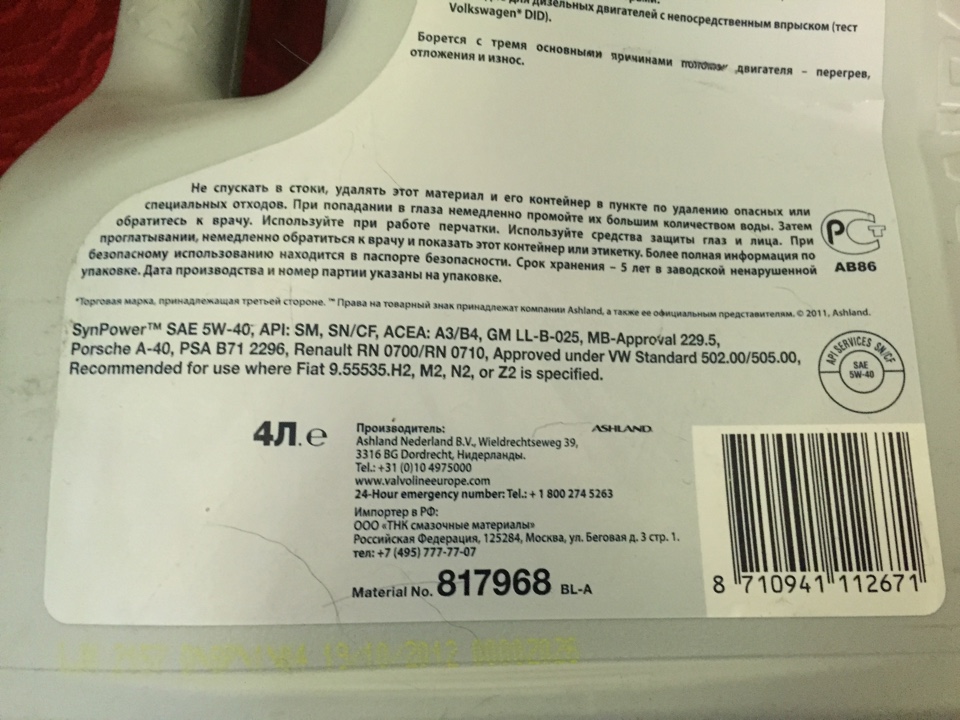 дизельных двигателей с непосредственным впрыском (тест
Volkswagen* DID).
Борется с тремя основными причинами поломки двигателя – перегрев,
отложения и износ.
Не спускать в стоки, удалять этот материал и его контейнер в пункте по удалению опасных или
специальных отходов. При попадании в глаза немедленно промойте их большим количеством воды. Затем
обратитесь к врачу. Используйте при работе перчатки. Используйте средства защиты глаз и лица. При
проглатывании, немедленно обратиться к врачу и показать этот контейнер или этикетку. Более полная информация по
безопасному использованию находится в паспорте безопасности. Срок хранения – 5 лет в заводской ненарушенной
упаковке. Дата производства и номер партии указаны на упаковке.
РСТ
АВ86
*Торговая марка, принадлежащая третьей стороне. ™ Права на товарный знак принадлежат компании Ashland, а также ее официальным представителям. © 2011, Ashland.
SynPower™ SAE 5W-40, API: SM, SN/CF, ACEA: A3/B4, GM LL-B-025, MB-Approval 229.5,
Porsche A-40, PSA B71 2296, Renault RN 0700/RN 0710, Approved under VW Standard 502.00/505.00,
Recommended for use where Fiat 9.55535.H2, M2, N2, or Z2 is specified.
API SERVICES SN/CF
SAE
5W-40
4Л. ℮
Производитель:
ASHLAND.
Ashland Nederland B.V., Wieldrechtseweg 39,
3316 BG Dordrecht, Нидерланды.
Tel.: +31 (0)10 4975000
www.valvolineeurope.com
24-Hour emergency number: Tel.: + 1 800 274 5263
Импортер в РФ:
ООО «ТНК смазочные материалы»
Российская Федерация, 125284, Москва, ул. Беговая д. 3 стр. 1.
тел: +7 (495) 777-77-07
Material No. 817968 BL-A
8 710941 112671